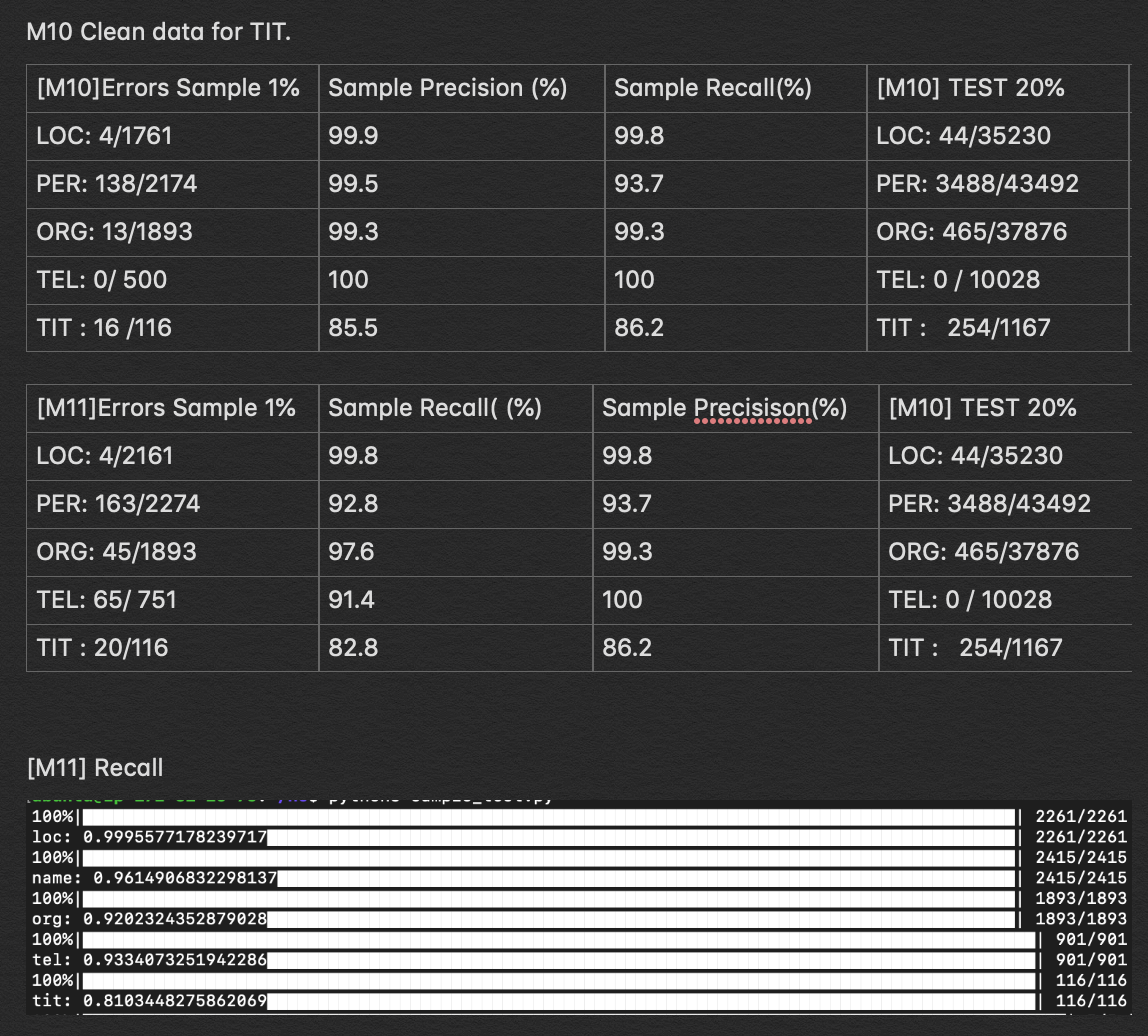 M10 Clean data for TIT.
[M10]Errors Sample 1% Sample Precision (%) Sample Recall(%) [M10] TEST 20%
LOC: 4/1761 99.9 99.8 LOC: 44/35230
PER: 138/2174 99.5 93.7 PER: 3488/43492
ORG: 13/1893 99.3 99.3 ORG: 465/37876
TEL: 0/ 500 100 100 TEL: 0 / 10028
TIT : 16 /116 85.5 86.2 TIT : 254/1167
[M11]Errors Sample 1% Sample Recall( (%) Sample Precisison(%) [M10] TEST 20%
LOC: 4/2161 99.8 99.8 LOC: 44/35230
PER: 163/2274 92.8 93.7 PER: 3488/43492
ORG: 45/1893 97.6 99.3 ORG: 465/37876
TEL: 65/ 751 91.4 100 TEL: 0 / 10028
TIT : 20/116 82.8 86.2 TIT : 254/1167
[M11] Recall
100%| | 2261/2261
loc: 0.9995577178239717 | 2261/2261
100%| | 2415/2415
name: 0.9614906832298137 | 2415/2415
100%| | 1893/1893
org: 0.9202324352879028 | 1893/1893
100%| | 901/901
tel: 0.9334073251942286 | 901/901
100%| | 116/116
tit: 0.8103448275862069 | 116/116